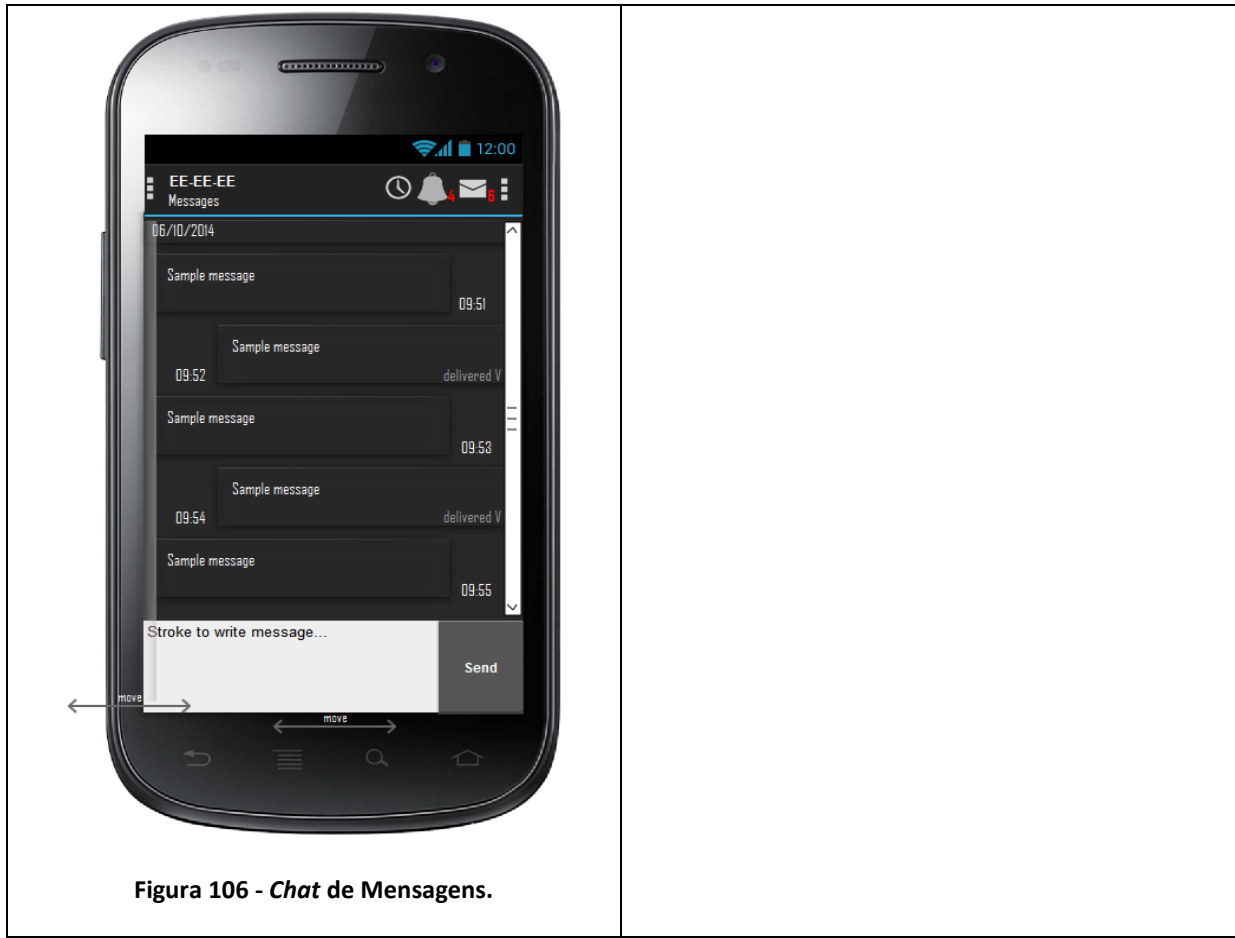 12:00
EE-EE-EE
Messages
4
6
06/10/2014
Sample message
09:51
Sample message
09:52
delivered V
Sample message
09:53
Sample message
09:54
delivered V
Sample message
09:55
Stroke to write message...
Send
move
move
Figura 106 - Chat de Mensagens.